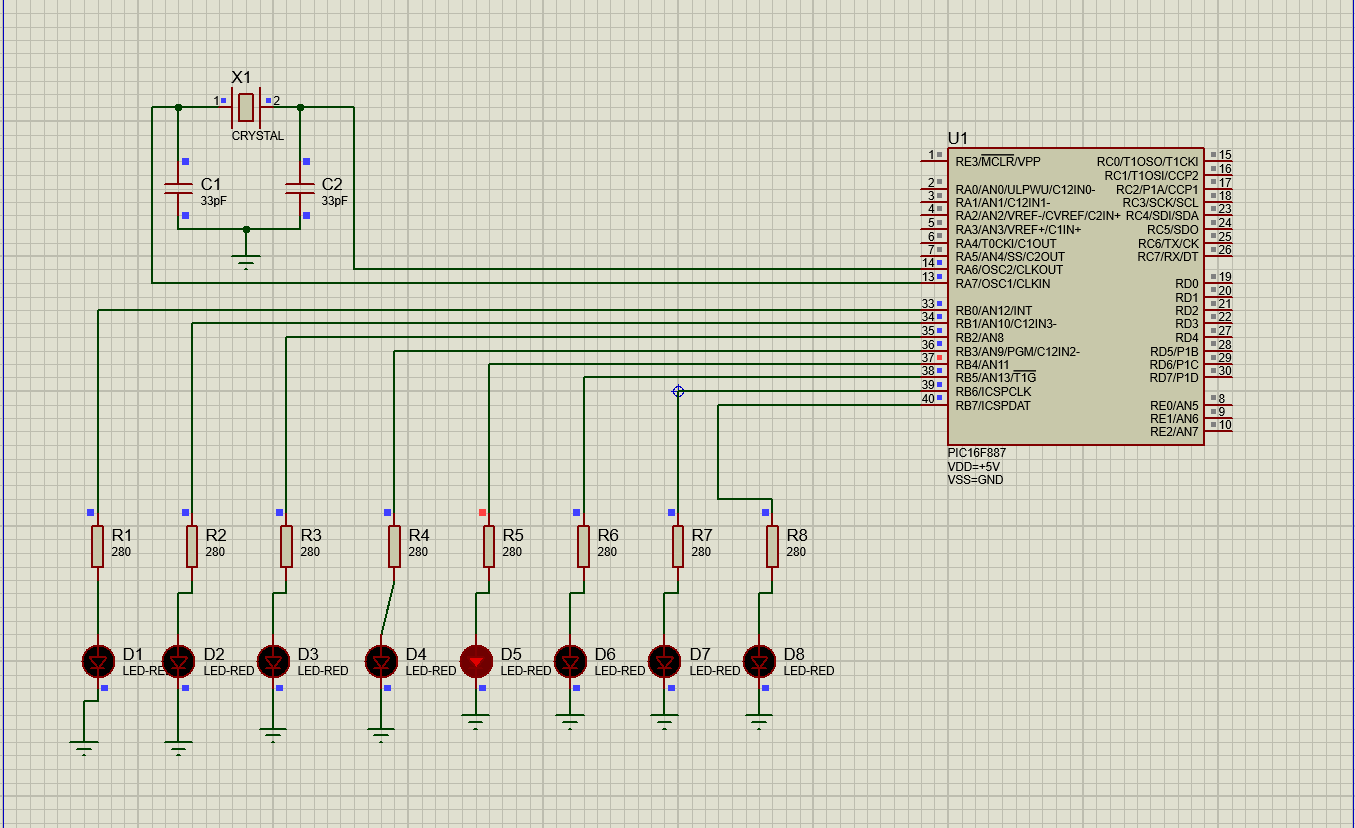 X1
1
2
CRYSTAL
C1
33pF
C2
33pF
U1
1
RE3/MCLR/VPP
2
RA0/AN0/ULPWU/C12IN0-
3
RA1/AN1/C12IN1-
4
RA2/AN2/VREF-/CVREF/C2IN+
5
RA3/AN3/VREF+/C1IN+
6
RA4/T0CKI/C1OUT
7
RA5/AN4/SS/C2OUT
14
RA6/OSC2/CLKOUT
13
RA7/OSC1/CLKIN
33
RB0/AN12/INT
34
RB1/AN10/C12IN3-
35
RB2/AN8
36
RB3/AN9/PGM/C12IN2-
37
RB4/AN11
38
RB5/AN13/T1G
39
RB6/ICSPCLK
40
RB7/ICSPDAT
RC0/T1OSO/T1CKI
15
RC1/T1OSI/CCP2
16
RC2/P1A/CCP1
17
RC3/SCK/SCL
18
RC4/SDI/SDA
23
RC5/SDO
24
RC6/TX/CK
25
RC7/RX/DT
26
RD0
19
RD1
20
RD2
21
RD3
22
RD4
27
RD5/P1B
28
RD6/P1C
29
RD7/P1D
30
RE0/AN5
8
RE1/AN6
9
RE2/AN7
10
PIC16F887
VDD=+5V
VSS=GND
R1
280
R2
280
R3
280
R4
280
R5
280
R6
280
R7
280
R8
280
D1
LED-RE
D2
LED-RED
D3
LED-RED
D4
LED-RED
D5
LED-RED
D6
LED-RED
D7
LED-RED
D8
LED-RED